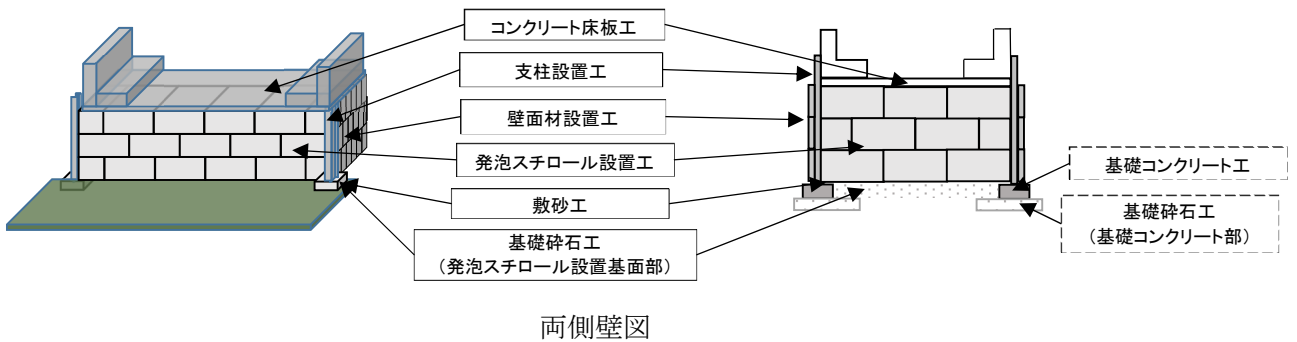 コンクリート床板工
支柱設置工
壁面材設置工
発泡スチロール設置工
敷砂工
基礎砕石工
（発泡スチロール設置基面部）
基礎コンクリート工
基礎砕石工
（基礎コンクリート部）
両側壁図